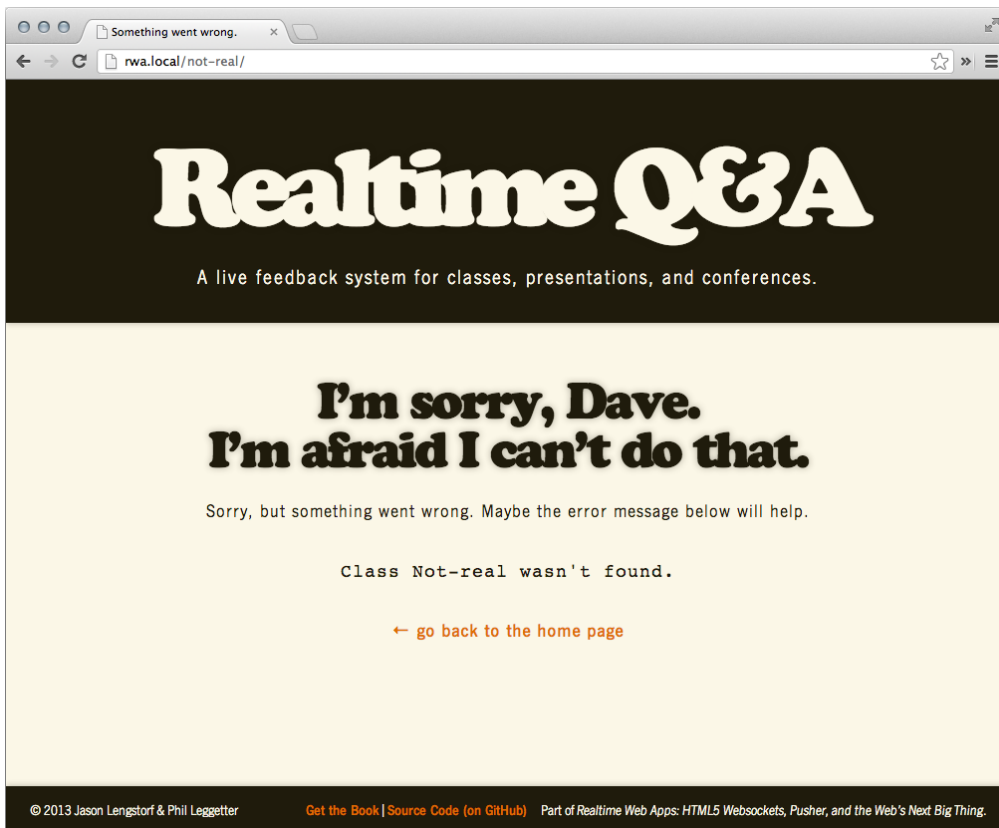 Something went wrong.
rwa.local/not-real/
Realtime Q&A
A live feedback system for classes, presentations, and conferences.
I'm sorry, Dave.
I'm afraid I can't do that.
Sorry, but something went wrong. Maybe the error message below will help.
Class Not-real wasn't found.
← go back to the home page
© 2013 Jason Lengstorf & Phil Leggetter Get the Book | Source Code (on GitHub) Part of Realtime Web Apps: HTML5 Websockets, Pusher, and the Web's Next Big Thing.